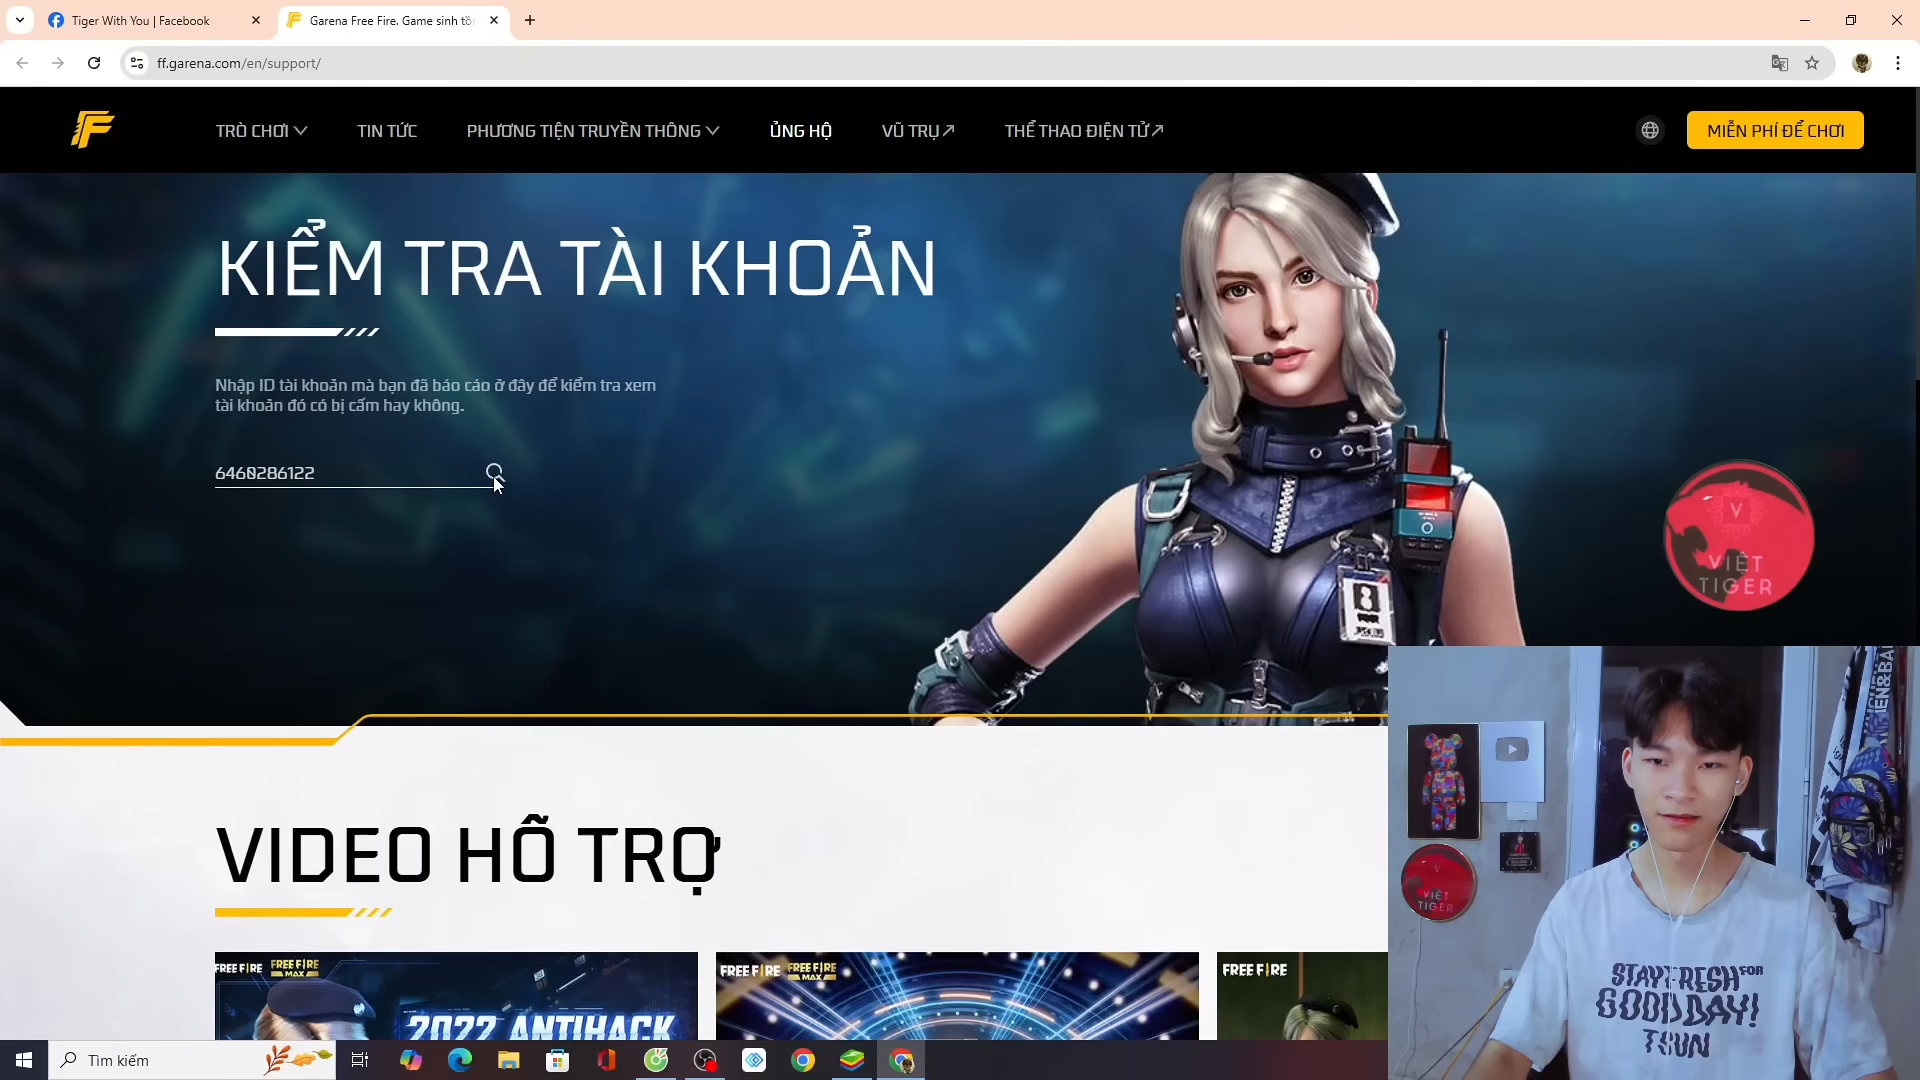 Tiger With You | Facebook
Garena Free Fire. Game sinh tồn
ff.garena.com/en/support/
TRÒ CHƠI
TIN TỨC
PHƯƠNG TIỆN TRUYỀN THÔNG
ỦNG HỘ
VŨ TRỤ
THỂ THAO ĐIỆN TỬ
MIỄN PHÍ ĐỂ CHƠI
KIỂM TRA TÀI KHOẢN
Nhập ID tài khoản mà bạn đã báo cáo ở đây để kiểm tra xem
tài khoản đó có bị cấm hay không.
6460286122
V
VIỆT
TIGER
VIDEO HỖ TRỢ
FREE FIRE
FREE FIRE
MAX
2022 ANTIHACK
FREE FIRE
FREE FIRE
MAX
FREE FIRE
VIỆT
TIGER
STAY FRESH FOR
GOOD DAY!
TSUN
Tìm kiếm